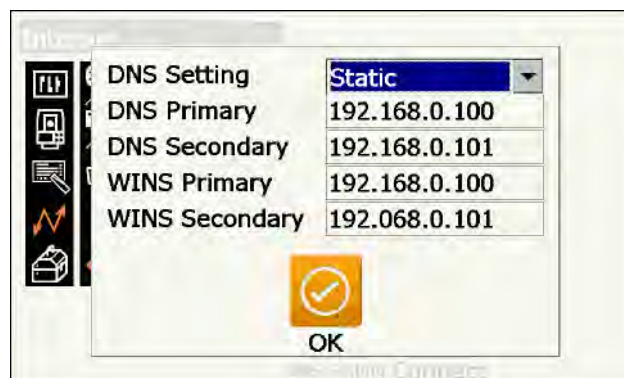 DNS Setting Static
DNS Primary 192.168.0.100
DNS Secondary 192.168.0.101
WINS Primary 192.168.0.100
WINS Secondary 192.068.0.101
OK